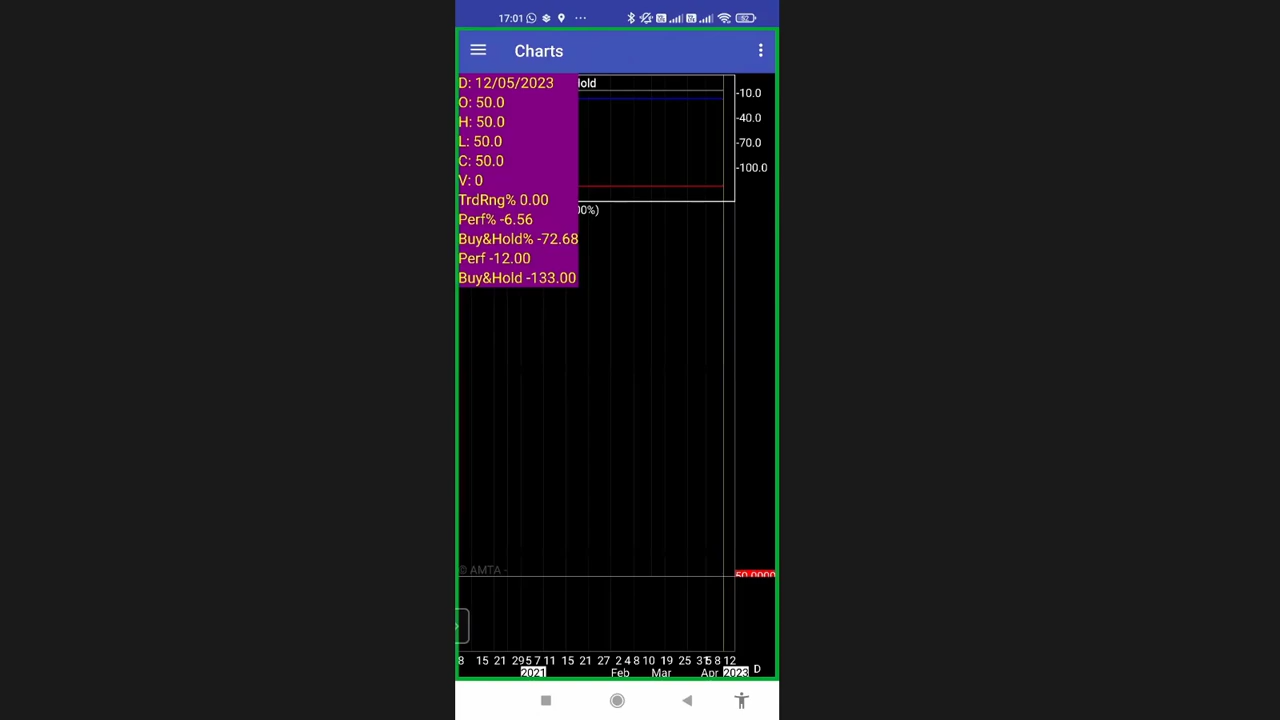 17:01
52
Charts
D: 12/05/2023
O: 50.0
H: 50.0
L: 50.0
C: 50.0
V: 0
TrdRng% 0.00
Perf% -6.56
Buy&Hold% -72.68
Perf -12.00
Buy&Hold -133.00
Hold
00%)
-10.0
-40.0
-70.0
-100.0
© AMTA -
50.0000
8 15 21 29 5 7 11 15 21 27 2 4 8 10 19 25 31 5 8 12 D
2021 Feb Mar Apr 2023